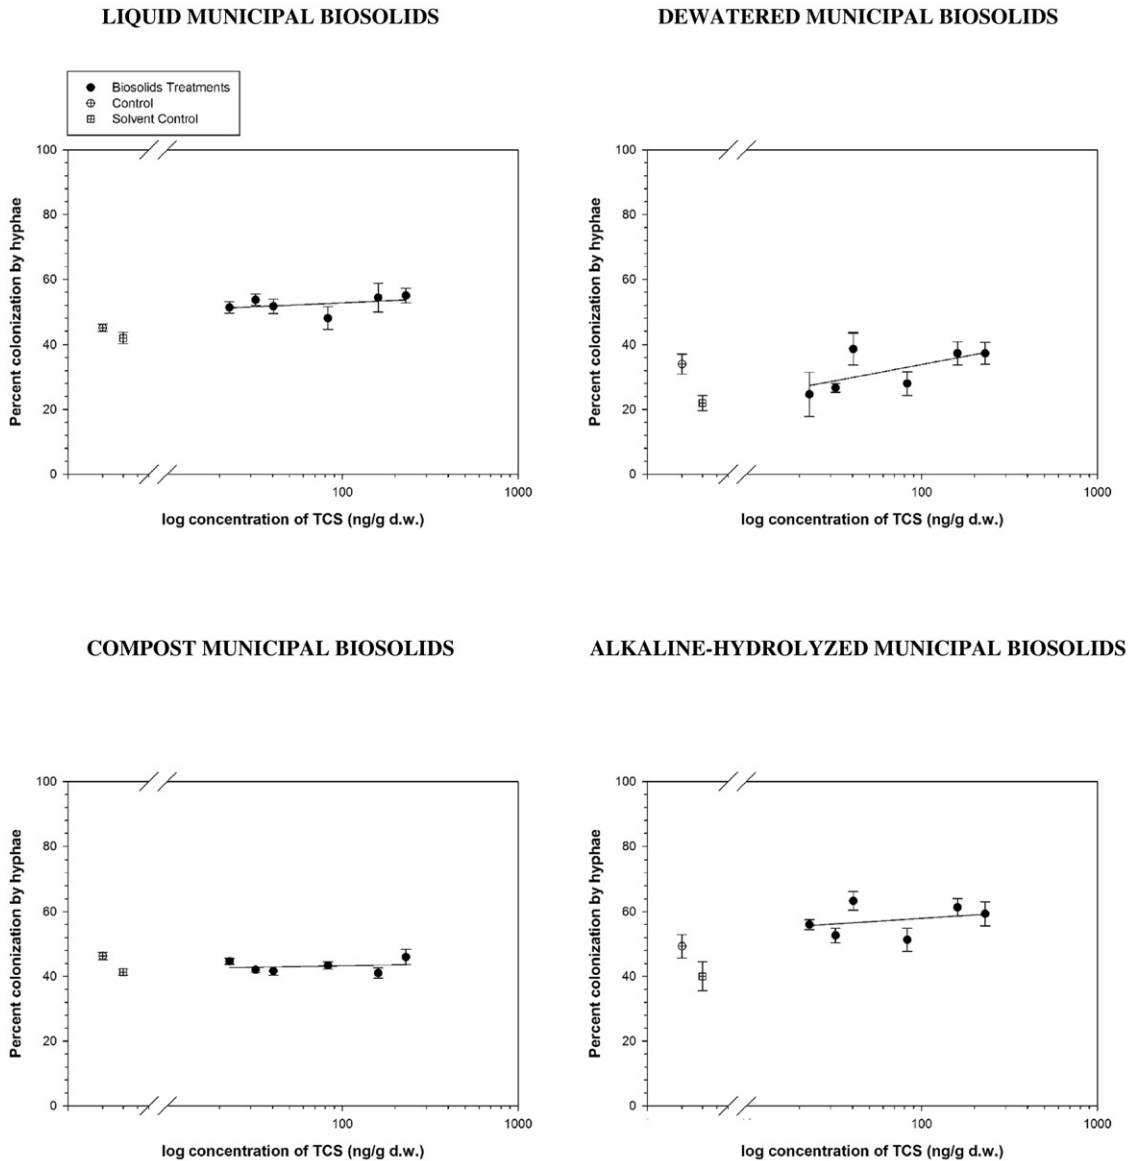 LIQUID MUNICIPAL BIOSOLIDS
Biosolids Treatments
Control
Solvent Control
Percent colonization by hyphae
100
80
60
40
20
0
100
1000
log concentration of TCS (ng/g d.w.)
DEWATERED MUNICIPAL BIOSOLIDS
Percent colonization by hyphae
100
80
60
40
20
0
100
1000
log concentration of TCS (ng/g d.w.)
COMPOST MUNICIPAL BIOSOLIDS
Percent colonization by hyphae
100
80
60
40
20
0
100
1000
log concentration of TCS (ng/g d.w.)
ALKALINE-HYDROLYZED MUNICIPAL BIOSOLIDS
Percent colonization by hyphae
100
80
60
40
20
0
100
1000
log concentration of TCS (ng/g d.w.)